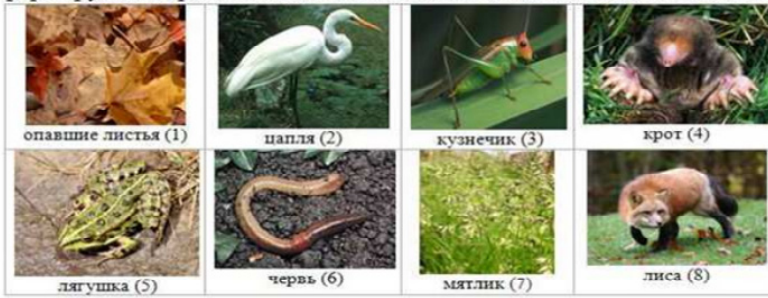 опавшие листья (1)
цапля (2)
кузнечик (3)
крот (4)
лягушка (5)
червь (6)
мятлик (7)
лиса (8)